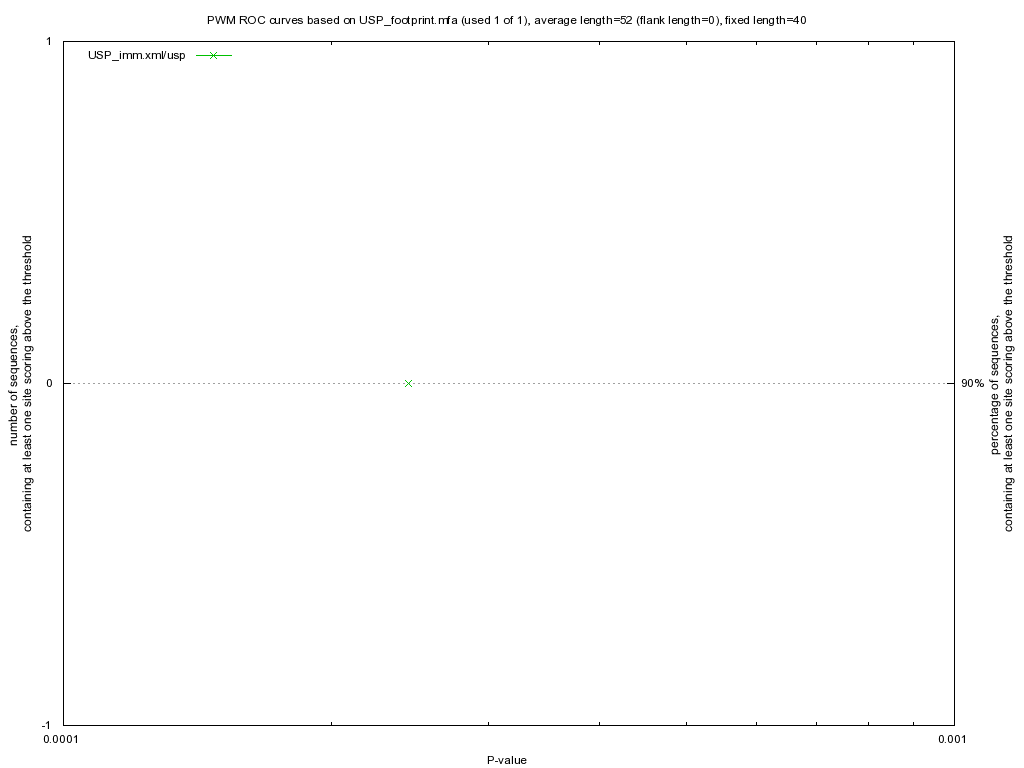 PWM ROC curves based on USP_footprint.mfa (used 1 of 1), average length=52 (flank length=0), fixed length=40
1
USP_imm.xml/usp
number of sequences,
containing at least one site scoring above the threshold
0
90%
percentage of sequences,
containing at least one site scoring above the threshold
-1
0.0001
0.001
P-value